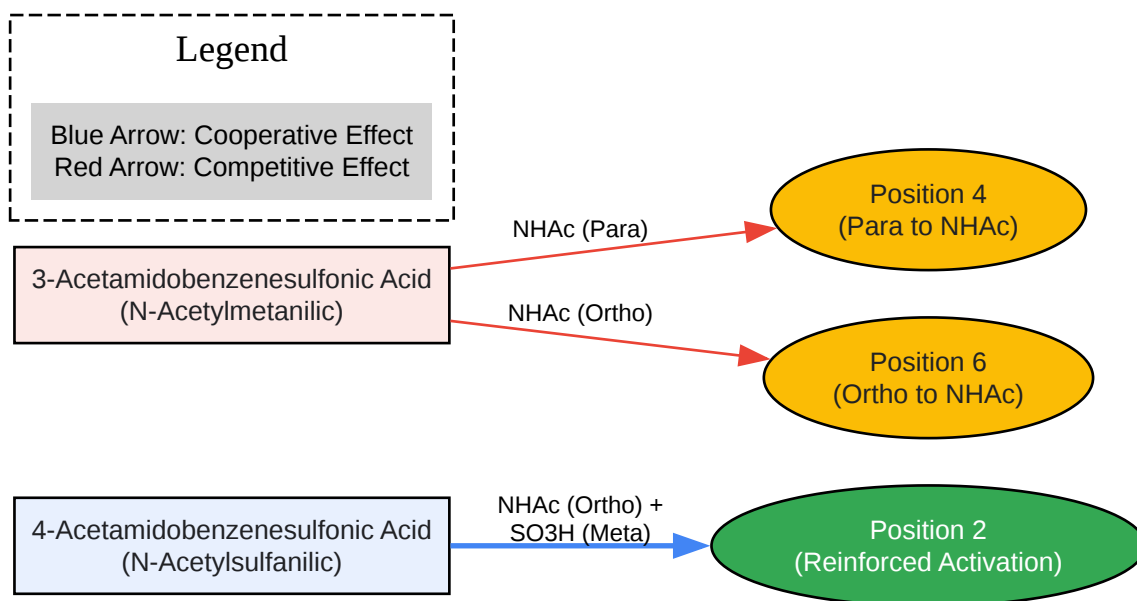 Legend
Blue Arrow: Cooperative Effect
Red Arrow: Competitive Effect
3-Acetamidobenzenesulfonic Acid
(N-Acetylmetanilic)
NHAc (Para)
Position 4
(Para to NHAc)
NHAc (Ortho)
Position 6
(Ortho to NHAc)
4-Acetamidobenzenesulfonic Acid
(N-Acetylsulfanilic)
NHAc (Ortho) +
SO3H (Meta)
Position 2
(Reinforced Activation)